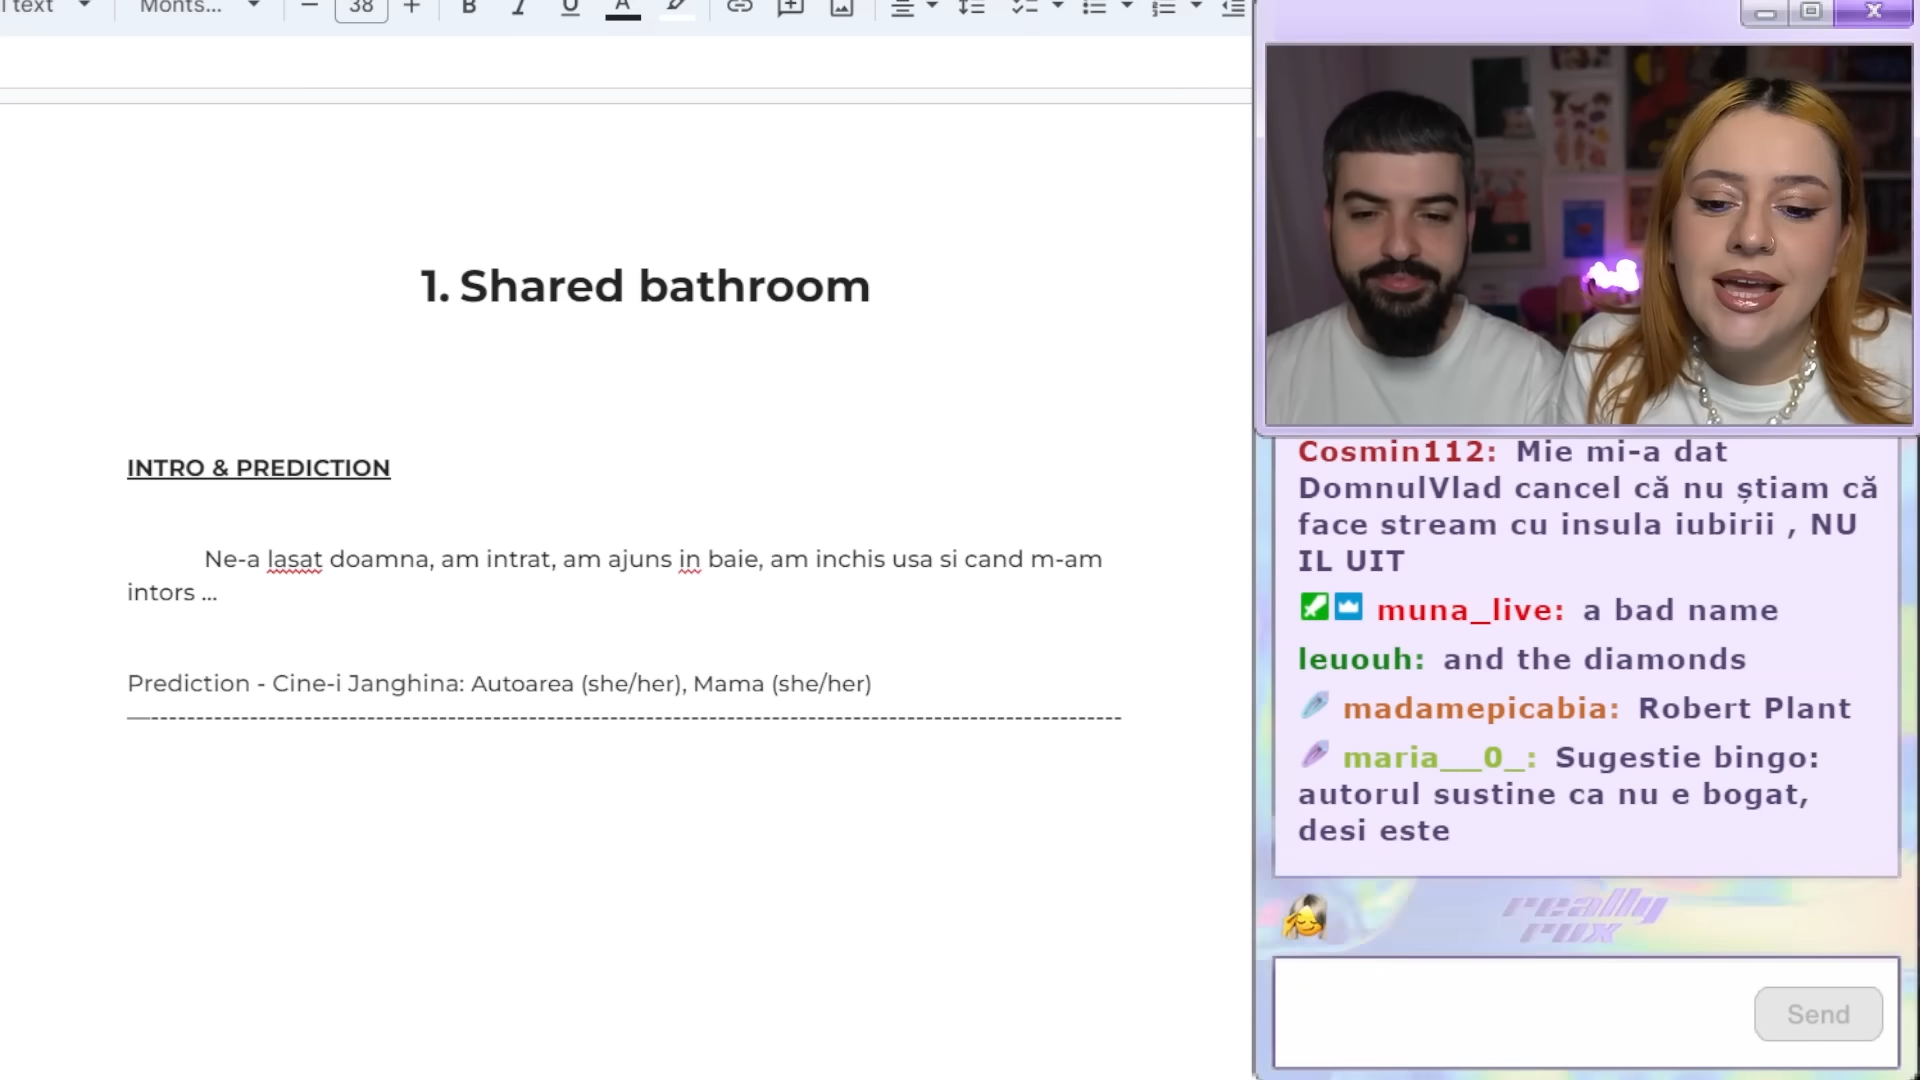 text
Monts...
38
B
I
U
A
1. Shared bathroom
INTRO & PREDICTION
Ne-a lasat doamna, am intrat, am ajuns in baie, am inchis usa si cand m-am
intors ...
Prediction - Cine-i Janghina: Autoarea (she/her), Mama (she/her)
Cosmin112: Mie mi-a dat
DomnulVlad cancel că nu știam că
face stream cu insula iubirii , NU
IL UIT
muna_live: a bad name
leuouh: and the diamonds
madamepicabia: Robert Plant
maria__0_: Sugestie bingo:
autorul sustine ca nu e bogat,
desi este
really
rux
Send